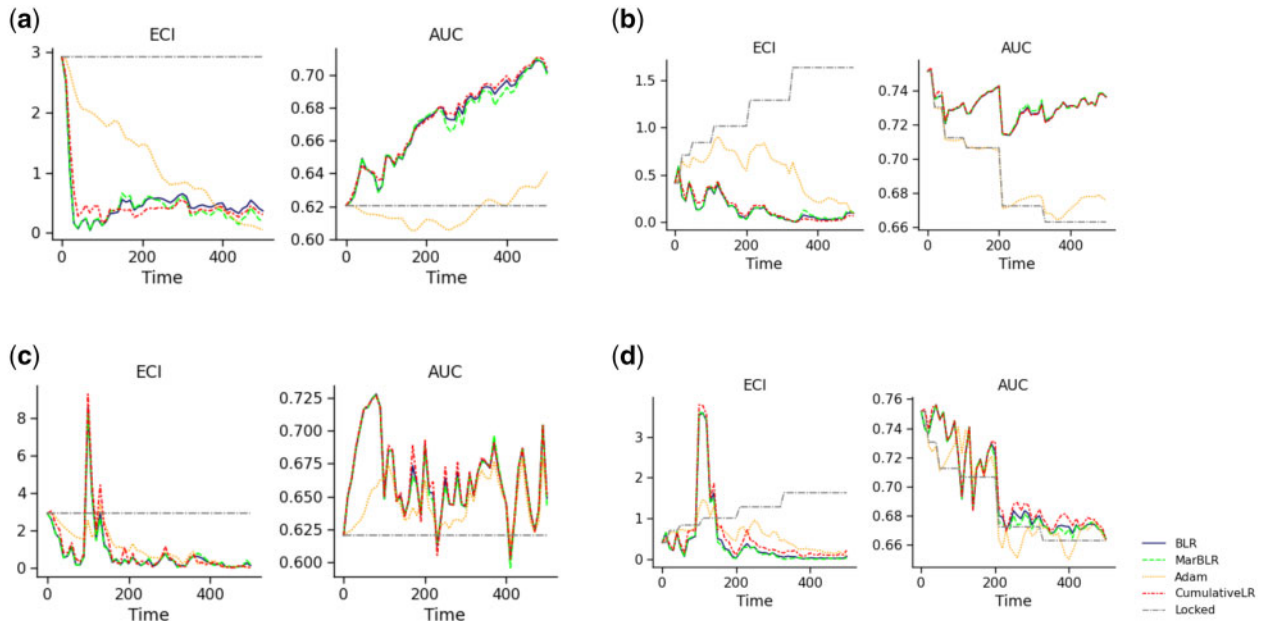 (a)
ECI
3
2
1
0
0
200
400
Time
AUC
0.70
0.68
0.66
0.64
0.62
0.60
0
200
400
Time
(b)
ECI
1.5
1.0
0.5
0.0
0
200
400
Time
AUC
0.74
0.72
0.70
0.68
0.66
0
200
400
Time
(c)
ECI
8
6
4
2
0
0
200
400
Time
AUC
0.725
0.700
0.675
0.650
0.625
0.600
0
200
400
Time
(d)
ECI
3
2
1
0
0
200
400
Time
AUC
0.76
0.74
0.72
0.70
0.68
0.66
0
200
400
Time
BLR
MarBLR
Adam
CumulativeLR
Locked